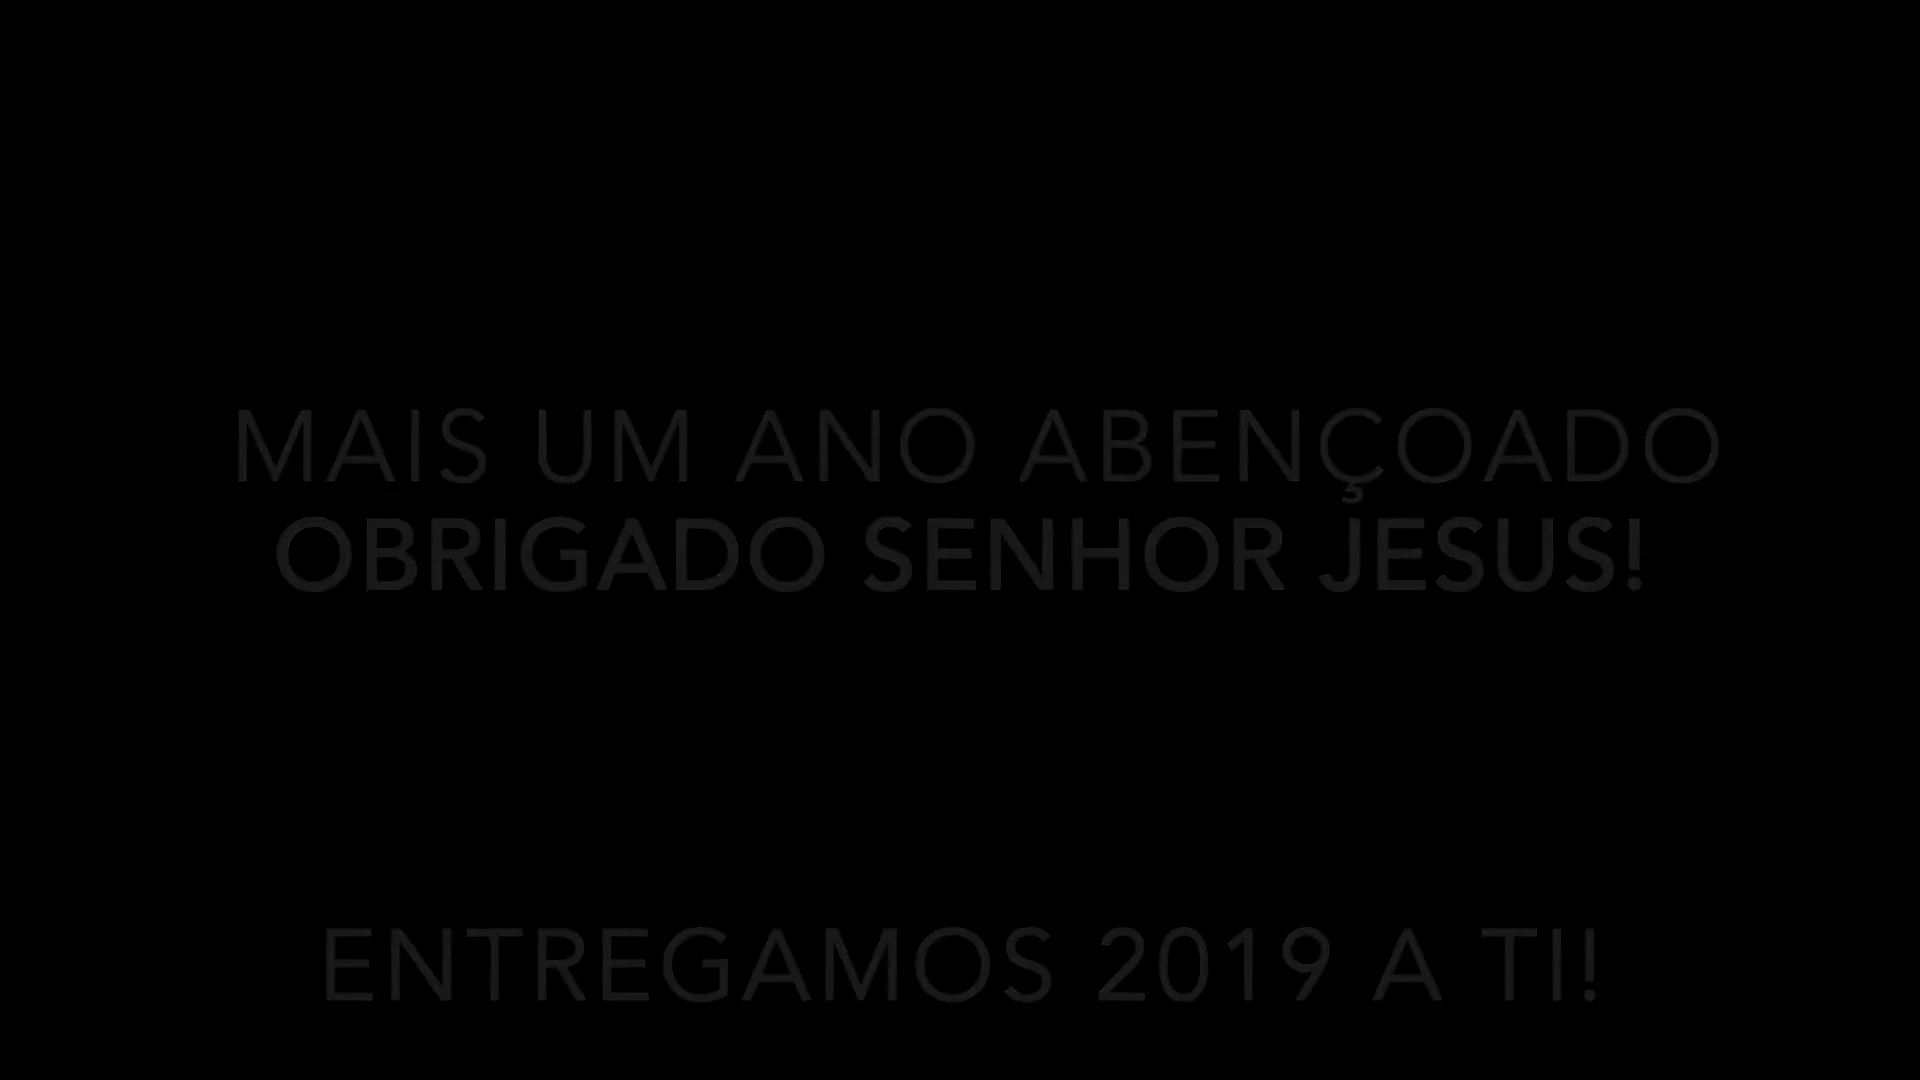 MAIS UM ANO ABENÇOADO
OBRIGADO SENHOR JESUS!
ENTREGAMOS 2019 A TI!